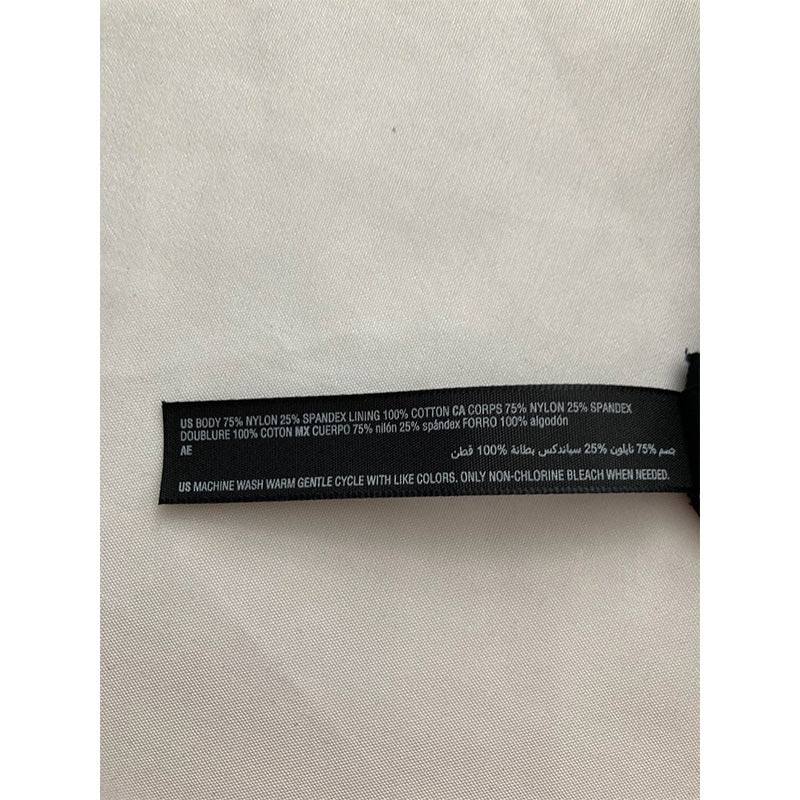 US BODY 75% NYLON 25% SPANDEX LINING 100% COTTON CA CORPS 75% NYLON 25% SPANDEX
DOUBLURE 100% COTON MX CUERPO 75% nilón 25% spándex FORRO 100% algodón
AE جسم 75% نايلون 25% سباندكس بطانة 100% قطن
US MACHINE WASH WARM GENTLE CYCLE WITH LIKE COLORS. ONLY NON-CHLORINE BLEACH WHEN NEEDED.